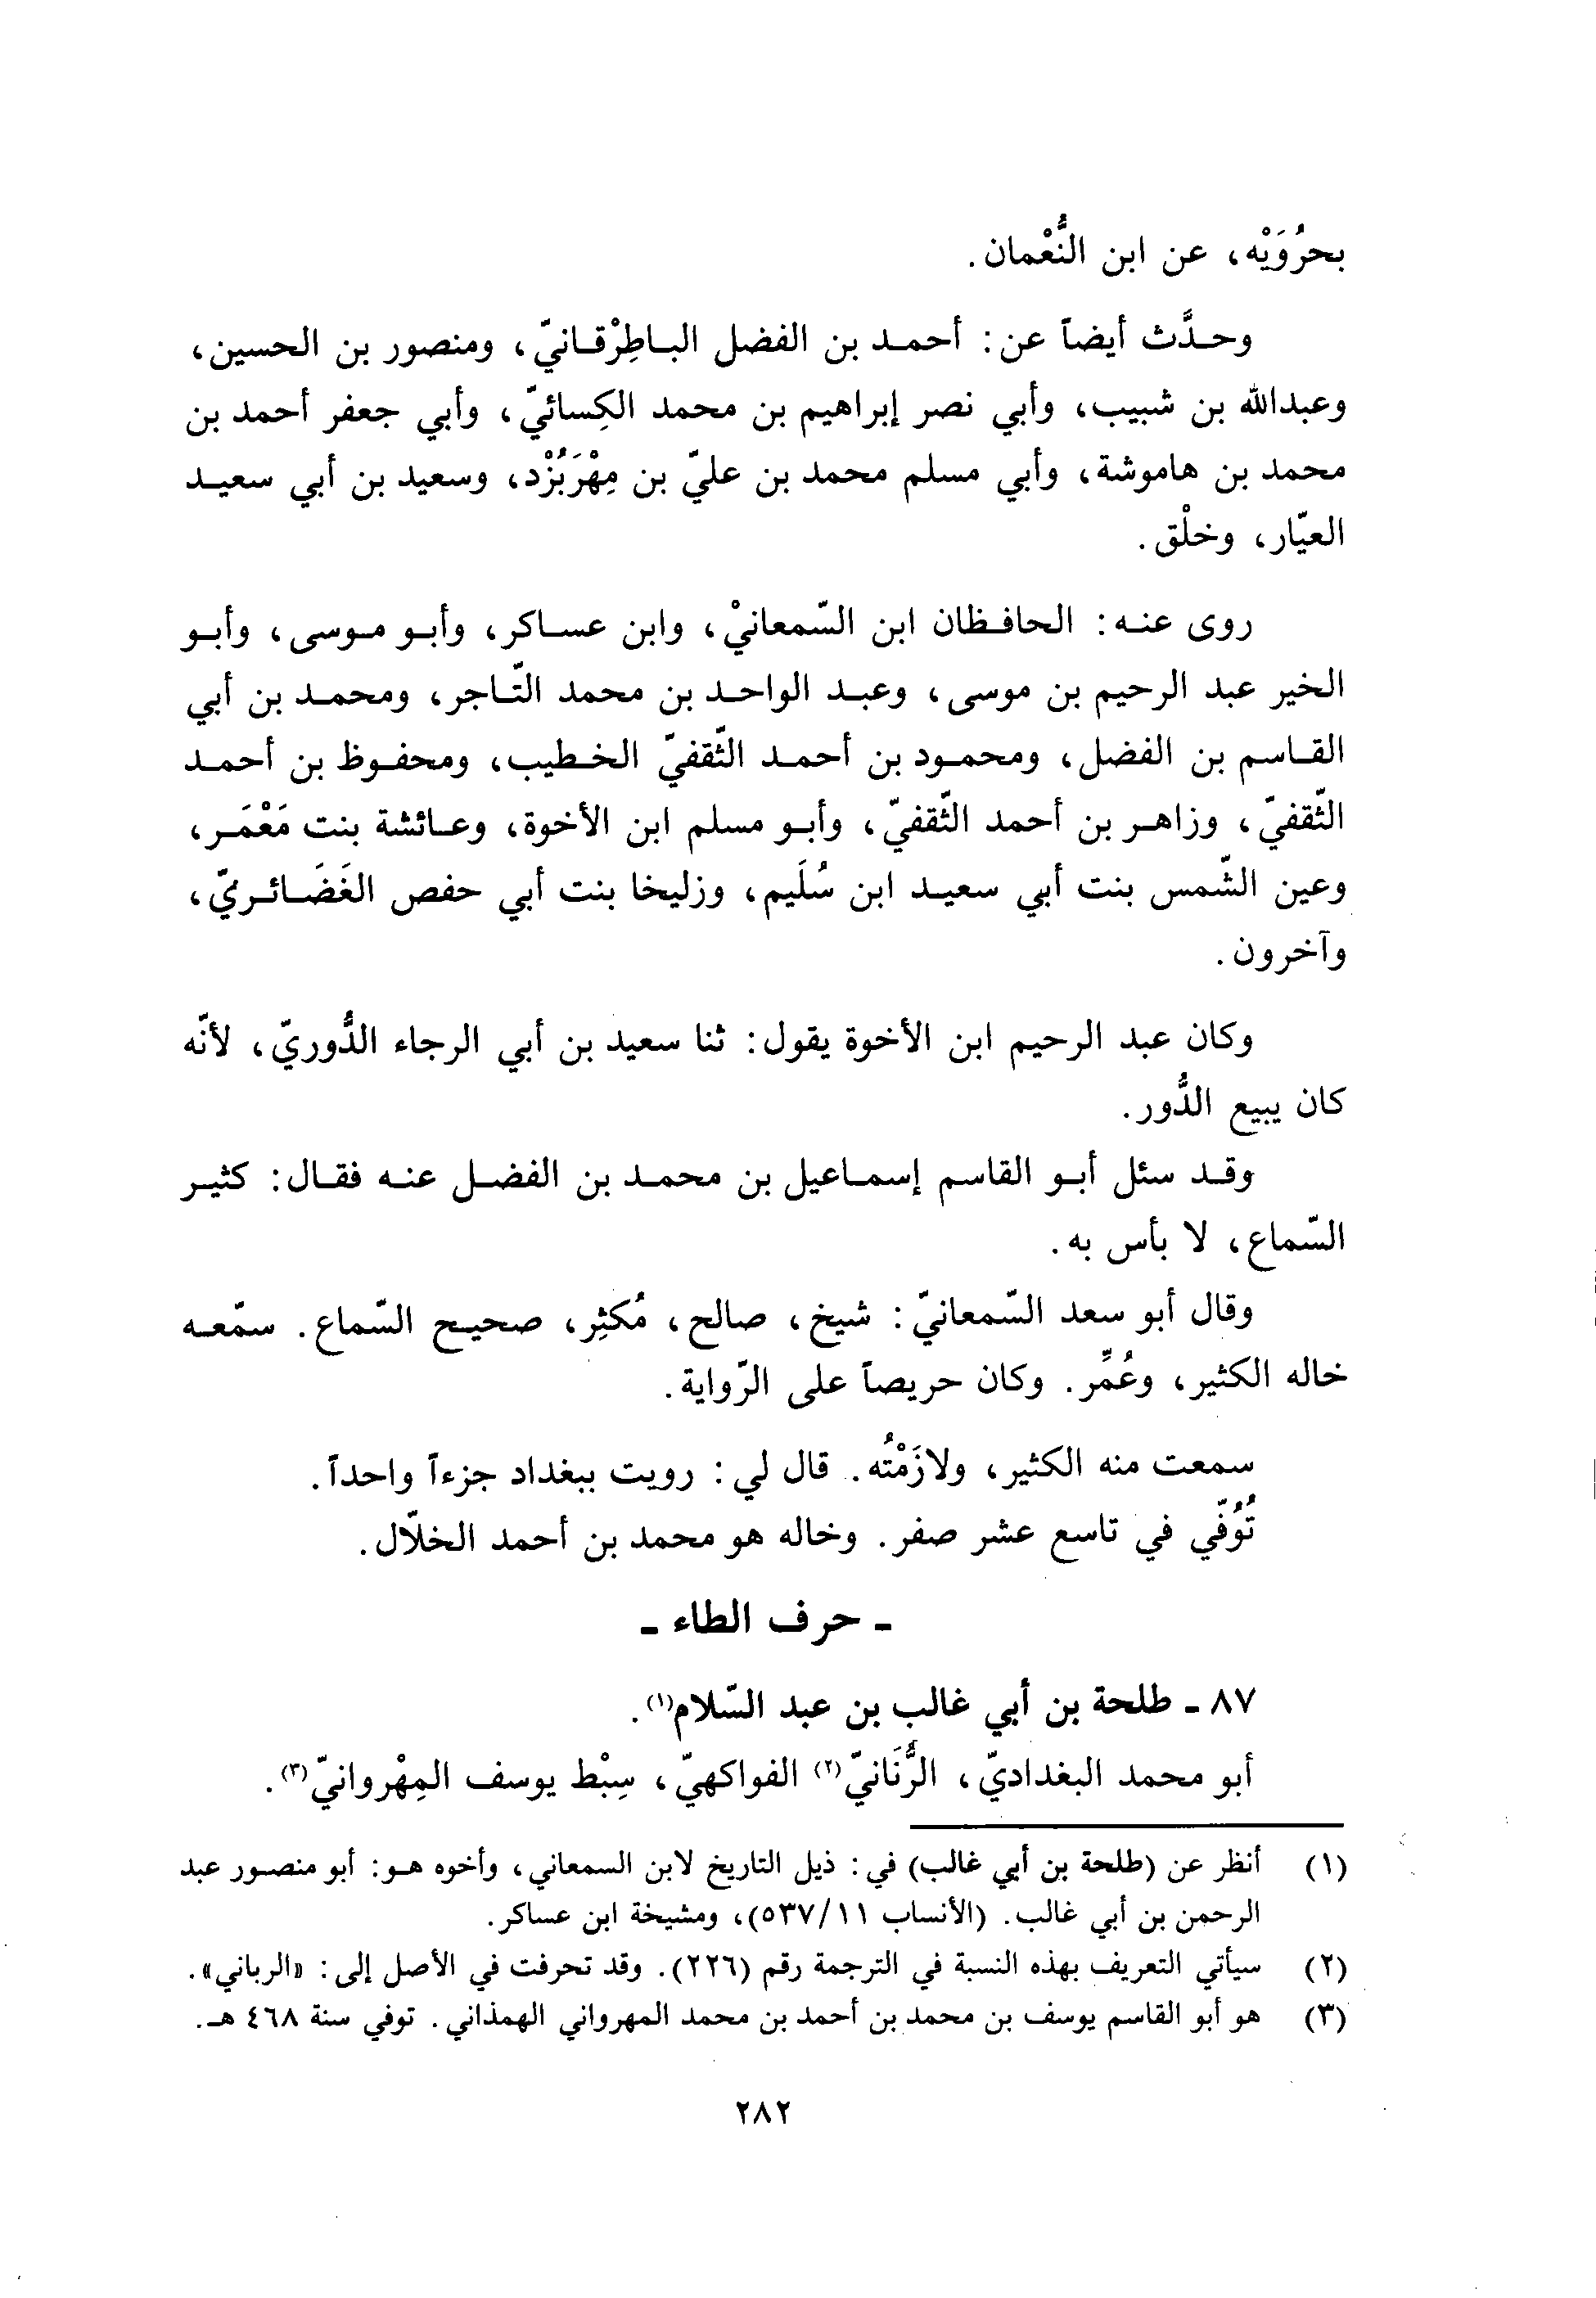 بحرُوَيْه، عن ابن النُّعْمان.
وحدَّث أيضاً عن: أحمد بن الفضل الباطِرْقانيّ، ومنصور بن الحسين،
وعبدالله بن شبيب، وأبي نصر إبراهيم بن محمد الكِسائيّ، وأبي جعفر أحمد بن
محمد بن هاموشة، وأبي مسلم محمد بن عليّ بن مِهْرَبُزْد، وسعيد بن أبي سعيد
العيّار، وخلْق.
روى عنه: الحافظان ابن السّمعانيْ، وابن عساكر، وأبو موسى، وأبو
الخير عبد الرحيم بن موسى، وعبد الواحد بن محمد التّاجر، ومحمد بن أبي
القاسم بن الفضل، ومحمود بن أحمد الثّقفيّ الخطيب، ومحفوظ بن أحمد
الثّقفيّ، وزاهر بن أحمد الثّقفيّ، وأبو مسلم ابن الأخوة، وعائشة بنت مَعْمَر،
وعين الشّمس بنت أبي سعيد ابن سُلَيم، وزليخا بنت أبي حفص الغَضَائريّ،
وآخرون.
وكان عبد الرحيم ابن الأخوة يقول: ثنا سعيد بن أبي الرجاء الدُّوريّ، لأنّه
كان يبيع الدُّور.
وقد سئل أبو القاسم إسماعيل بن محمد بن الفضل عنه فقال: كثير
السّماع، لا بأس به.
وقال أبو سعد السّمعانيّ: شيخ، صالح، مُكثِر، صحيح السّماع. سمّعه
خاله الكثير، وعُمِّر. وكان حريصاً على الرّواية.
سمعت منه الكثير، ولازَمْتُه. قال لي: رويت ببغداد جزءاً واحداً.
تُوُفّي في تاسع عشر صفر. وخاله هو محمد بن أحمد الخلّال.
- حرف الطاء -
٨٧ - طلحة بن أبي غالب بن عبد السّلام(١).
أبو محمد البغداديّ، الرُّنَانيّ(٢) الفواكهيّ، سِبْط يوسف المِهْروانيّ(٣).
(١) أنظر عن (طلحة بن أبي غالب) في: ذيل التاريخ لابن السمعاني، وأخوه هو: أبو منصور عبد
الرحمن بن أبي غالب. (الأنساب ٥٣٧/١١)، ومشيخة ابن عساكر.
(٢) سيأتي التعريف بهذه النسبة في الترجمة رقم (٢٢٦). وقد تحرفت في الأصل إلى: «الرباني».
(٣) هو أبو القاسم يوسف بن محمد بن أحمد بن محمد المهرواني الهمذاني. توفي سنة ٤٦٨ هـ.
٢٨٢